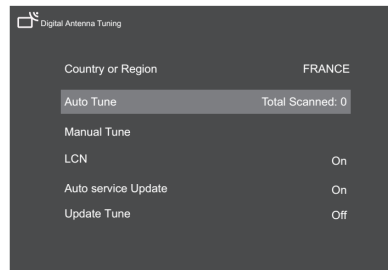 Digital Antenna Tuning
Country or Region FRANCE
Auto Tune Total Scanned: 0
Manual Tune
LCN On
Auto service Update On
Update Tune Off